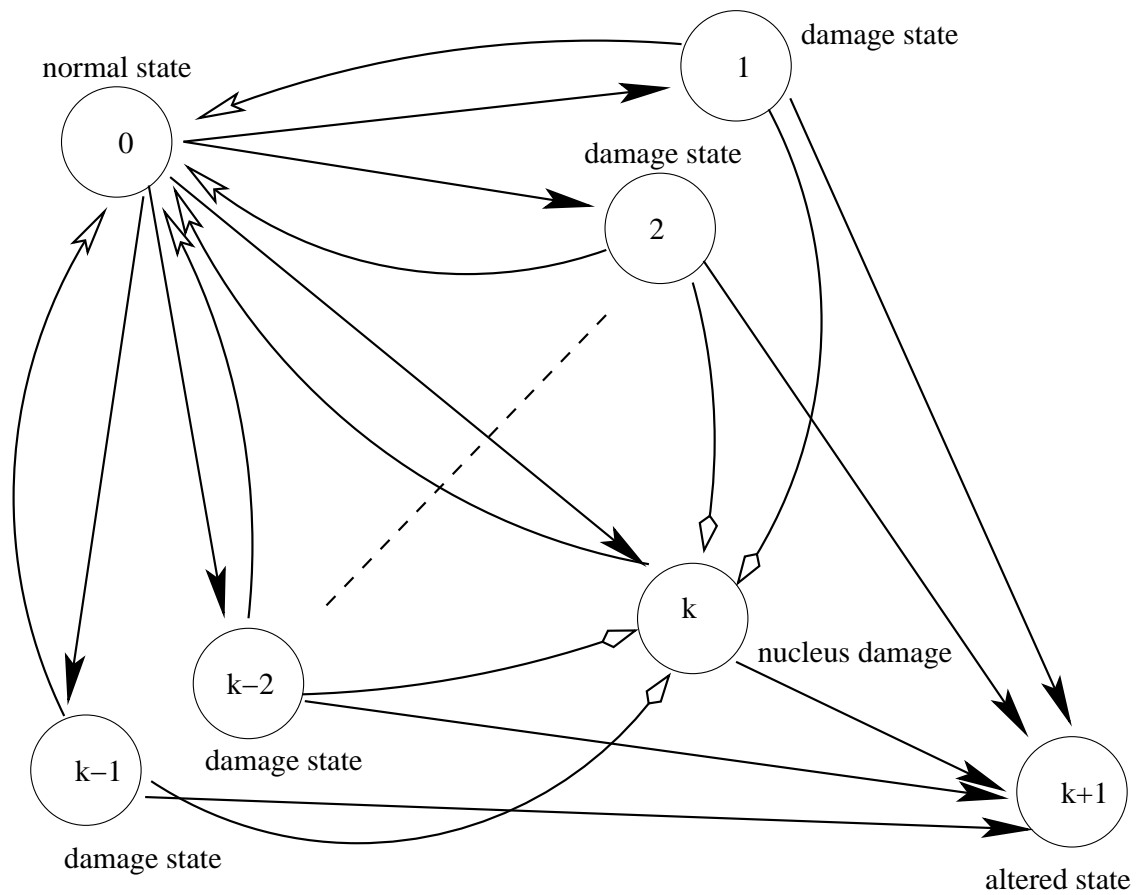 damage state
1
normal state
0
damage state
2
k
nucleus damage
k−2
damage state
k−1
k+1
damage state
altered state